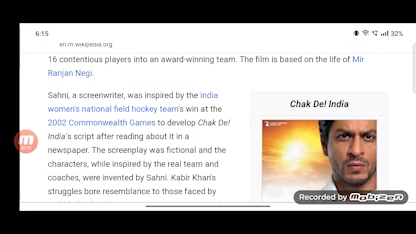 6:15
32%
en.m.wikipedia.org
16 contentious players into an award-winning team. The film is based on the life of Mir
Ranjan Negi.
Sahni, a screenwriter, was inspired by the India
women's national field hockey team's win at the
2002 Commonwealth Games to develop Chak De!
India's script after reading about it in a
newspaper. The screenplay was fictional and the
characters, while inspired by the real team and
coaches, were invented by Sahni. Kabir Khan's
struggles bore resemblance to those faced by
Chak De! India
Recorded by MobiZen